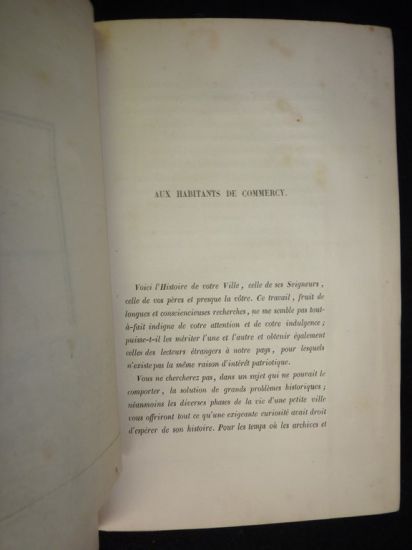 AUX HABITANTS DE COMMERCY.
Voici l'Histoire de votre Ville, celle de ses Seigneurs,
celle de vos pères et presque la vôtre. Ce travail, fruit de
longues et consciencieuses recherches, ne me semble pas tout-
à-fait indigne de votre attention et de votre indulgence;
puisse-t-il les mériter l'une et l'autre et obtenir également
celles des lecteurs étrangers à notre pays, pour lesquels
n'existe pas la même raison d'intérêt patriotique.
Vous ne chercherez pas, dans un sujet qui ne pouvait le
comporter, la solution de grands problèmes historiques;
néanmoins les diverses phases de la vie d'une petite ville
vous offriront tout ce qu'une exigeante curiosité avait droit
d'espérer de son histoire. Pour les temps où les archives et